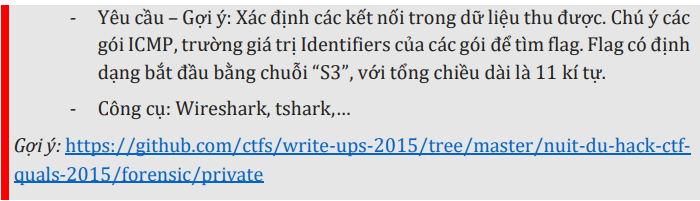 - Yêu cầu – Gợi ý: Xác định các kết nối trong dữ liệu thu được. Chú ý các
gói ICMP, trường giá trị Identifiers của các gói để tìm flag. Flag có định
dạng bắt đầu bằng chuỗi “S3”, với tổng chiều dài là 11 kí tự.
- Công cụ: Wireshark, tshark,…
Gợi ý: https://github.com/ctfs/write-ups-2015/tree/master/nuit-du-hack-ctf-
quals-2015/forensic/private